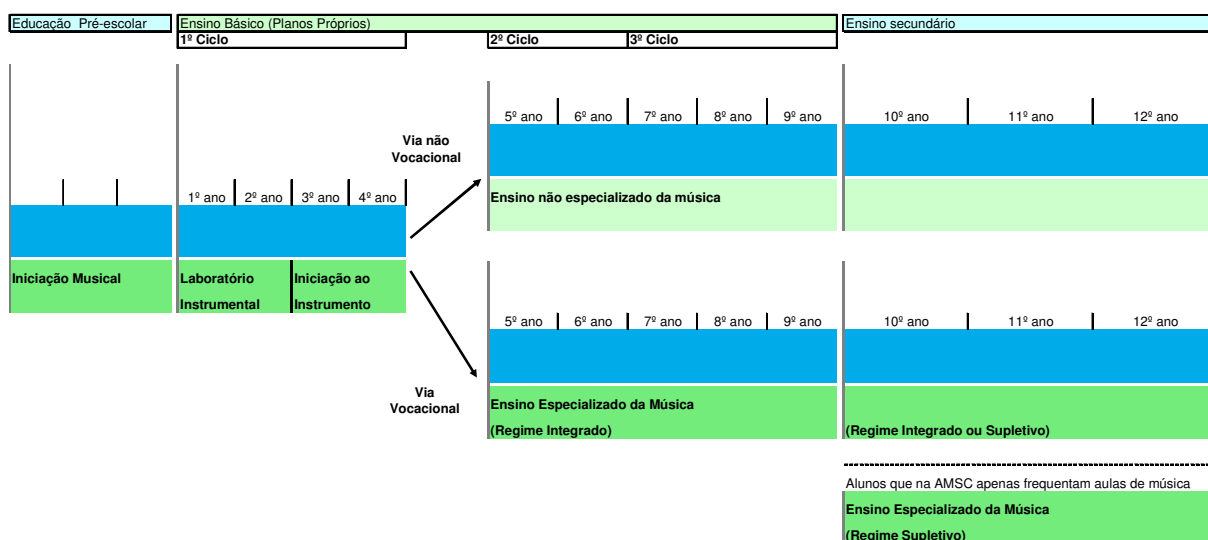 Educação Pré-escolar
Ensino Básico (Planos Próprios)
Ensino secundário
1º Ciclo
2º Ciclo
3º Ciclo
5º ano
6º ano
7º ano
8º ano
9º ano
10º ano
11º ano
12º ano
Via não
Vocacional
1º ano
2º ano
3º ano
4º ano
Ensino não especializado da música
Iniciação Musical
Laboratório
Instrumental
Iniciação ao
Instrumento
5º ano
6º ano
7º ano
8º ano
9º ano
10º ano
11º ano
12º ano
Via
Vocacional
Ensino Especializado da Música
(Regime Integrado)
(Regime Integrado ou Supletivo)
Alunos que na AMSC apenas frequentam aulas de música
Ensino Especializado da Música
(Regime Supletivo)